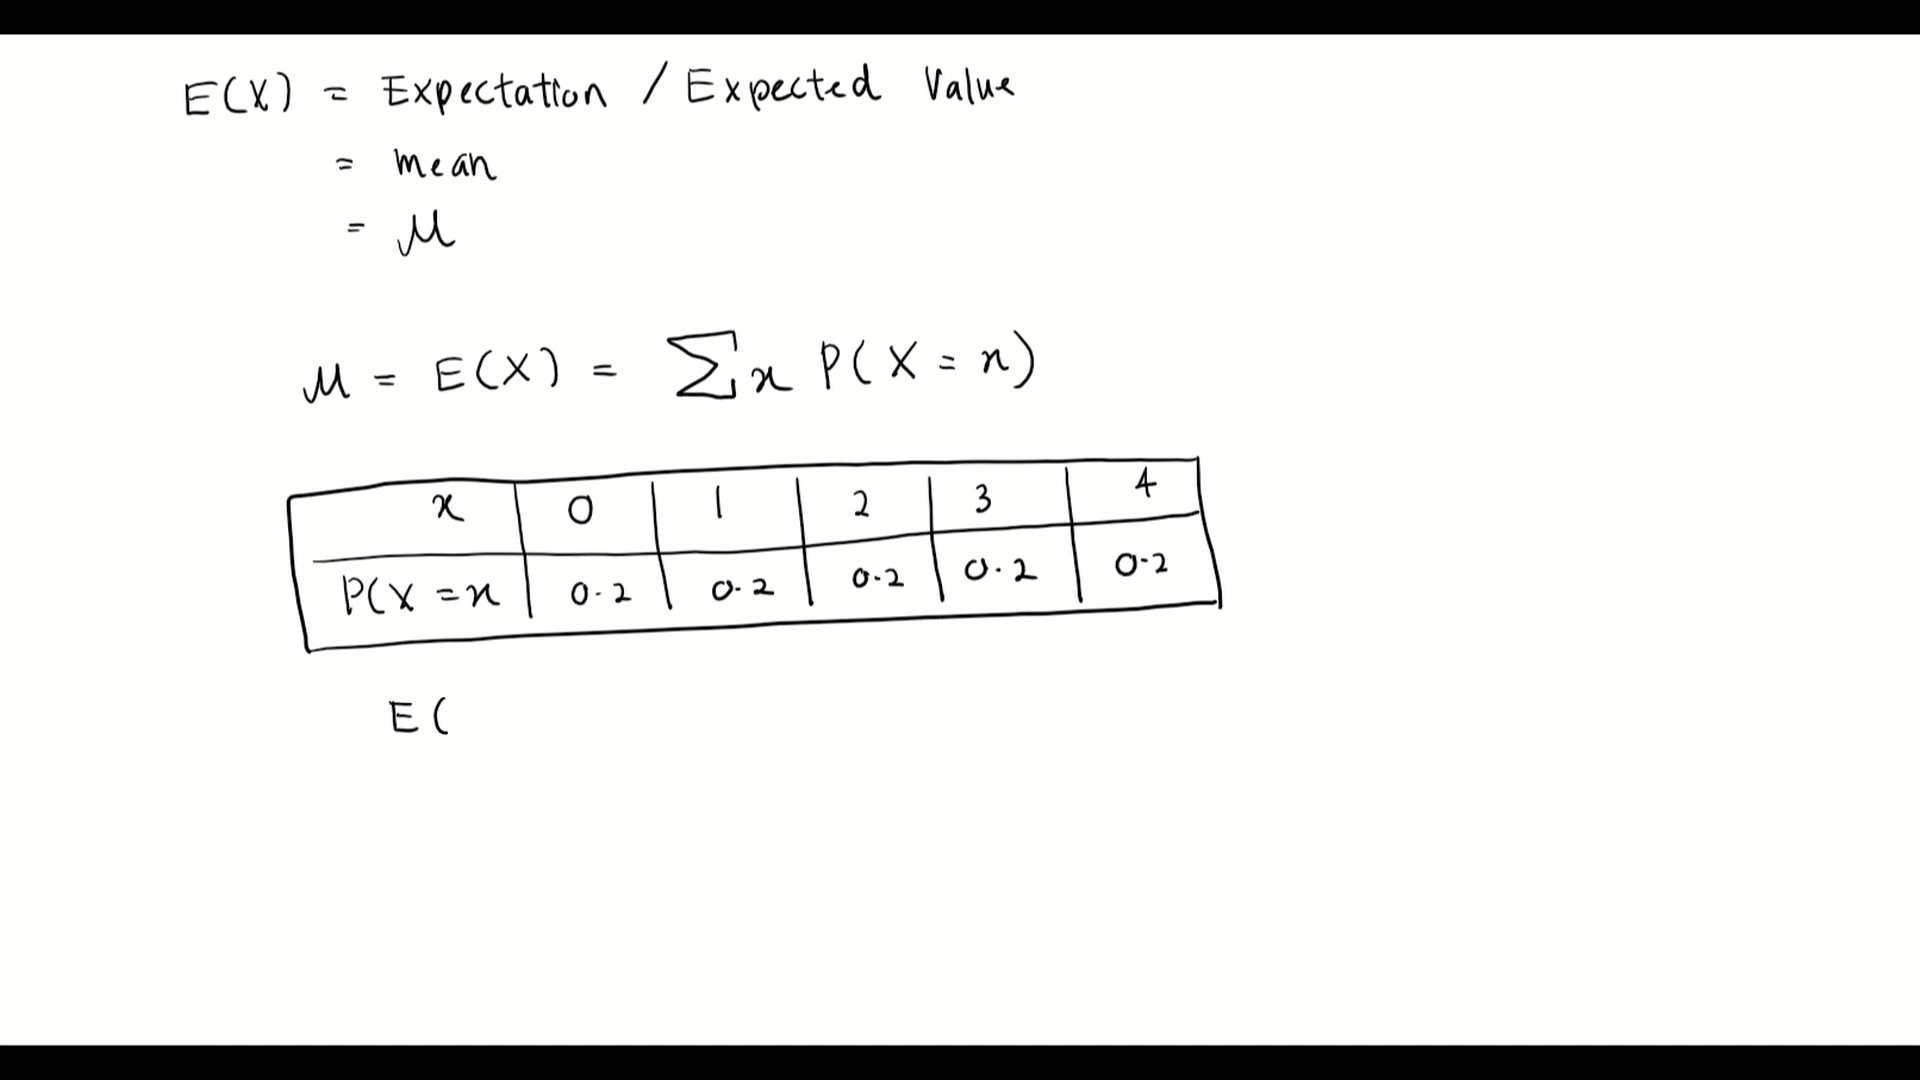 E(X) = Expectation / Expected Value
= mean
= μ
μ = E(X) = ∑x P(X = x)
x 0 1 2 3 4
P(X = x 0.2 0.2 0.2 0.2 0.2
E(